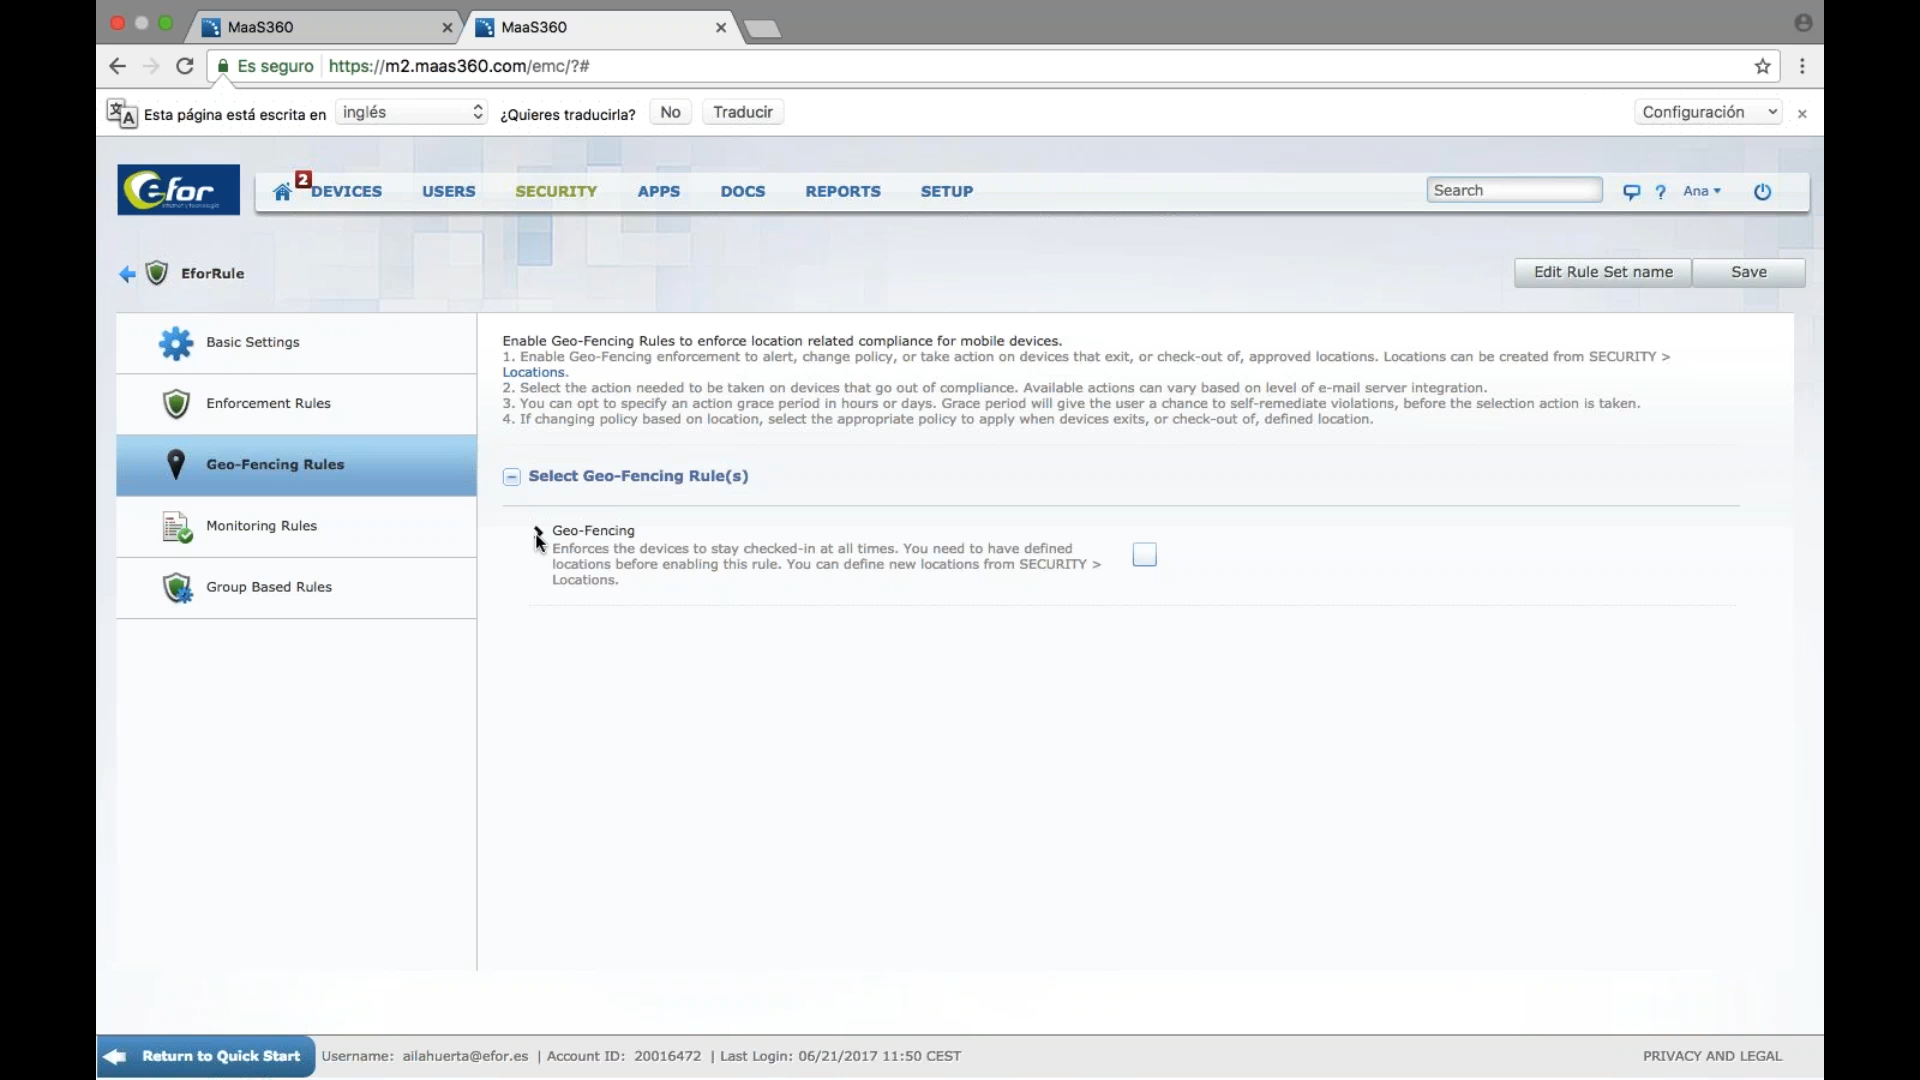 MaaS360
MaaS360
Es seguro https://m2.maas360.com/emc/?#
Esta página está escrita en inglés ¿Quieres traducirla? No Traducir Configuración
efor
2
DEVICES USERS SECURITY APPS DOCS REPORTS SETUP Search ? Ana
EforRule Edit Rule Set name Save
Basic Settings
Enforcement Rules
Geo-Fencing Rules
Monitoring Rules
Group Based Rules
Enable Geo-Fencing Rules to enforce location related compliance for mobile devices.
1. Enable Geo-Fencing enforcement to alert, change policy, or take action on devices that exit, or check-out of, approved locations. Locations can be created from SECURITY >
Locations.
2. Select the action needed to be taken on devices that go out of compliance. Available actions can vary based on level of e-mail server integration.
3. You can opt to specify an action grace period in hours or days. Grace period will give the user a chance to self-remediate violations, before the selection action is taken.
4. If changing policy based on location, select the appropriate policy to apply when devices exits, or check-out of, defined location.
Select Geo-Fencing Rule(s)
Geo-Fencing
Enforces the devices to stay checked-in at all times. You need to have defined
locations before enabling this rule. You can define new locations from SECURITY >
Locations.
Return to Quick Start Username: ailahuerta@efor.es | Account ID: 20016472 | Last Login: 06/21/2017 11:50 CEST PRIVACY AND LEGAL